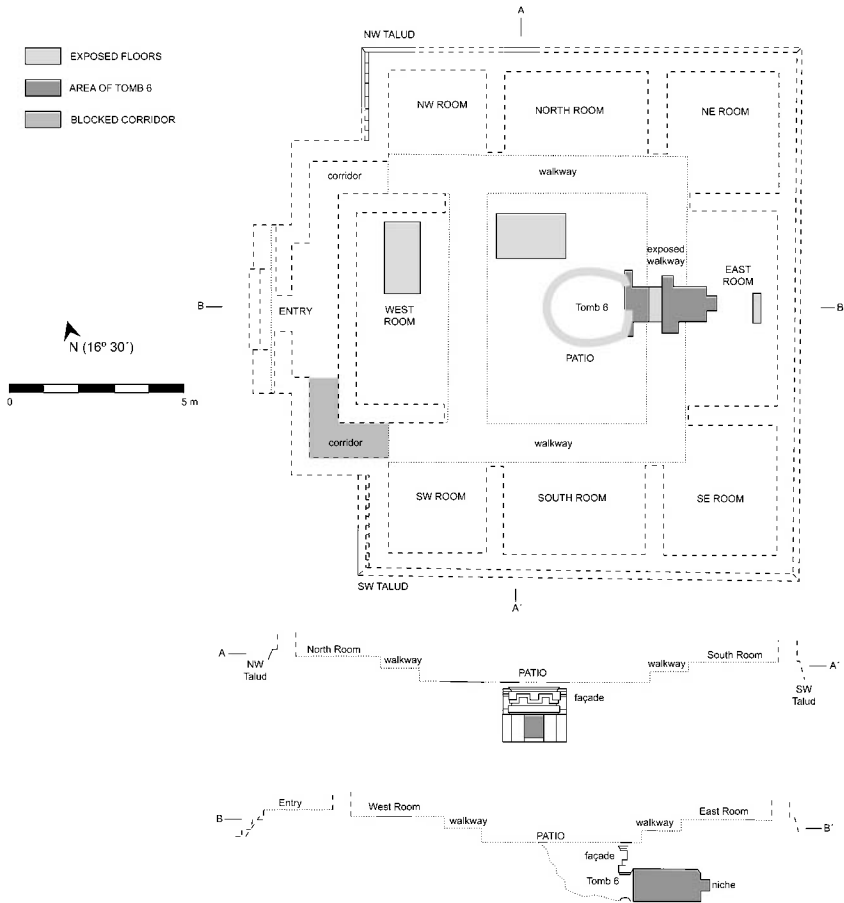 A
NW TALUD
EXPOSED FLOORS
AREA OF TOMB 6
BLOCKED CORRIDOR
NW ROOM
NORTH ROOM
NE ROOM
corridor
walkway
exposed
walkway
EAST
ROOM
B
ENTRY
WEST
ROOM
Tomb 6
B
N (16º 30´)
PATIO
0
5 m
corridor
walkway
SW ROOM
SOUTH ROOM
SE ROOM
SW TALUD
A´
A
NW
Talud
North Room
walkway
PATIO
façade
walkway
South Room
SW
Talud
A´
B
Entry
West Room
walkway
PATIO
façade
Tomb 6
niche
walkway
East Room
B´